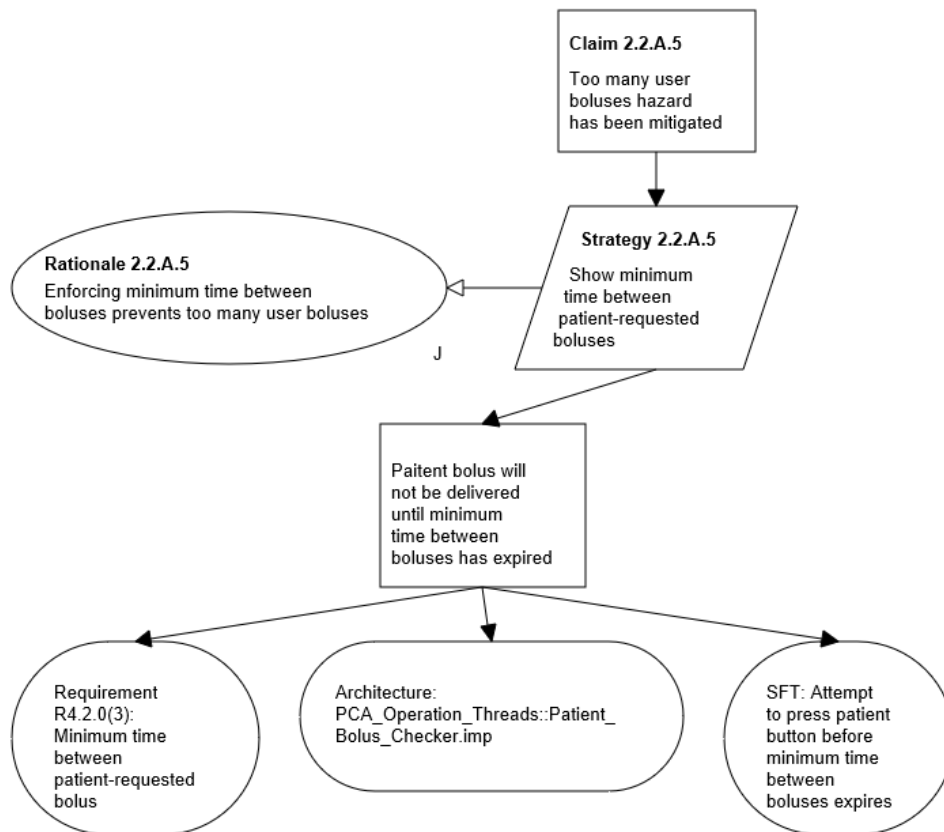 Claim 2.2.A.5
Too many user
boluses hazard
has been mitigated
Strategy 2.2.A.5
Show minimum
time between
patient-requested
boluses
Rationale 2.2.A.5
Enforcing minimum time between
boluses prevents too many user boluses
J
Paitent bolus will
not be delivered
until minimum
time between
boluses has expired
Requirement
R4.2.0(3):
Minimum time
between
patient-requested
bolus
Architecture:
PCA_Operation_Threads::Patient_
Bolus_Checker.imp
SFT: Attempt
to press patient
button before
minimum time
between
boluses expires